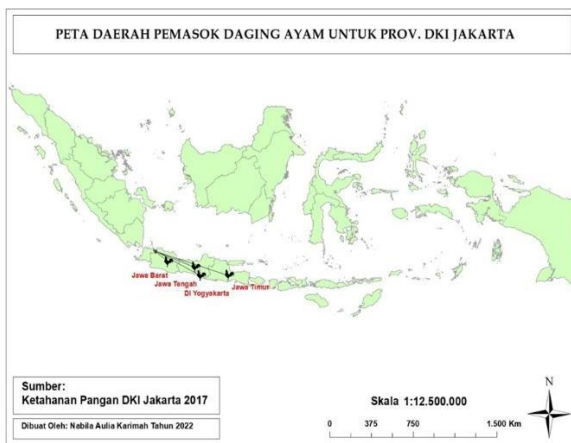 PETA DAERAH PEMASOK DAGING AYAM UNTUK PROV. DKI JAKARTA
Jawa Barat
Jawa Tengah
DI Yogyakarta
Jawa Timur
Sumber:
Ketahanan Pangan DKI Jakarta 2017
Dibuat Oleh: Nabila Aulia Karimah Tahun 2022
Skala 1:12.500.000
0 375 750 1.500 Km
N